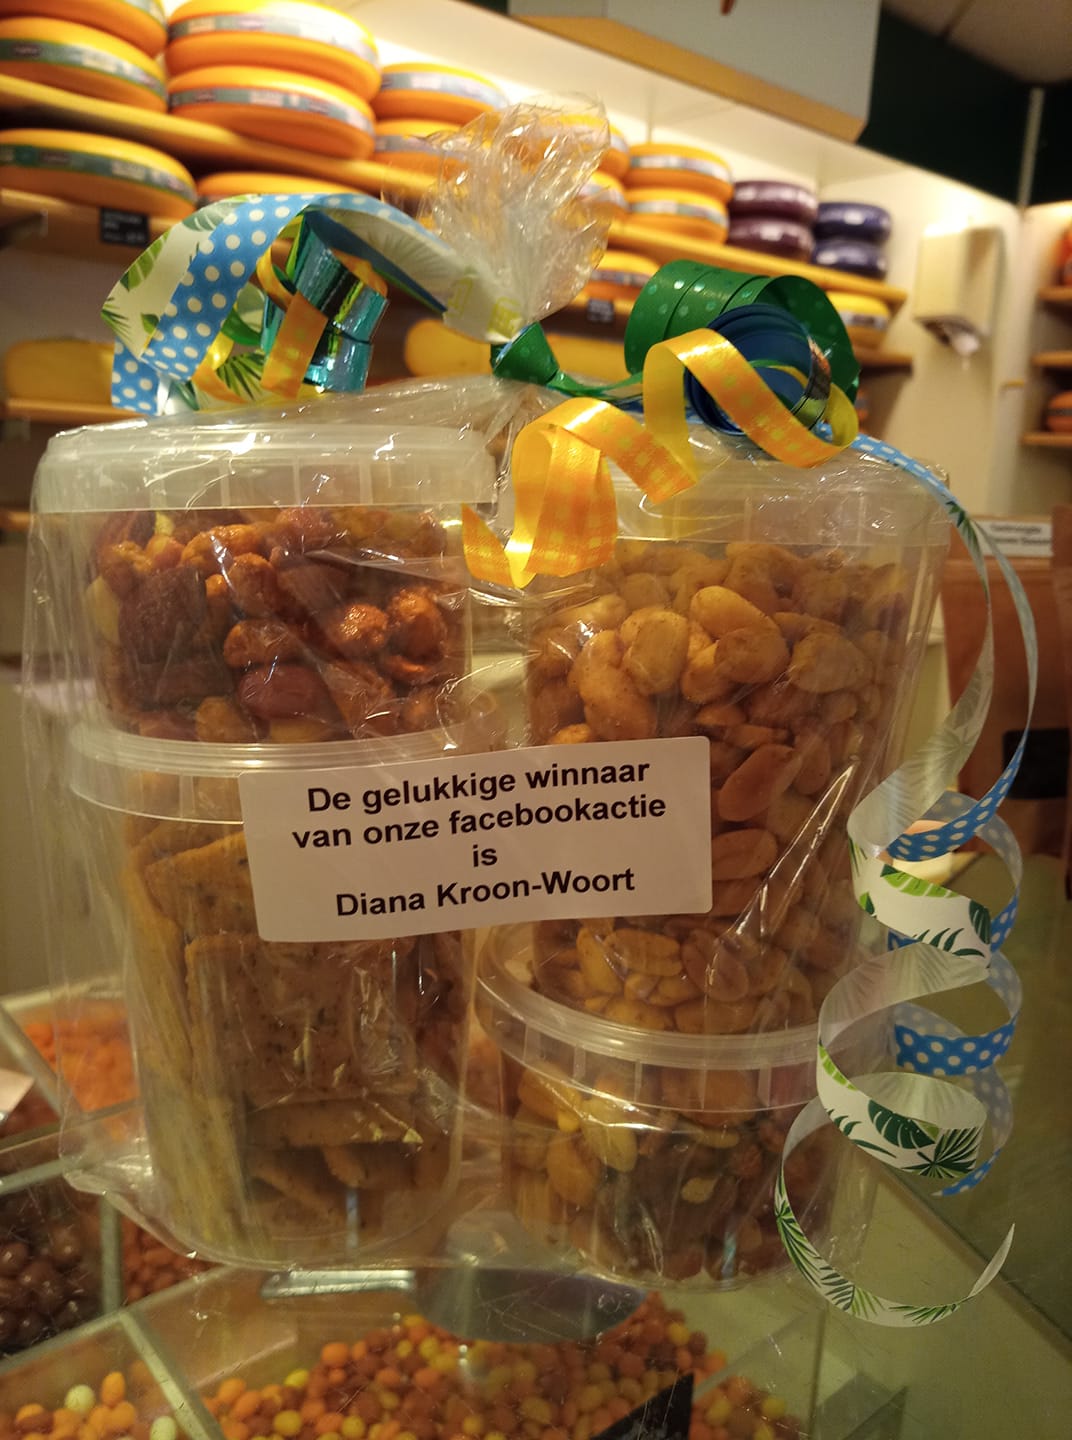 De gelukkige winnaar
van onze facebookactie
is
Diana Kroon-Woort